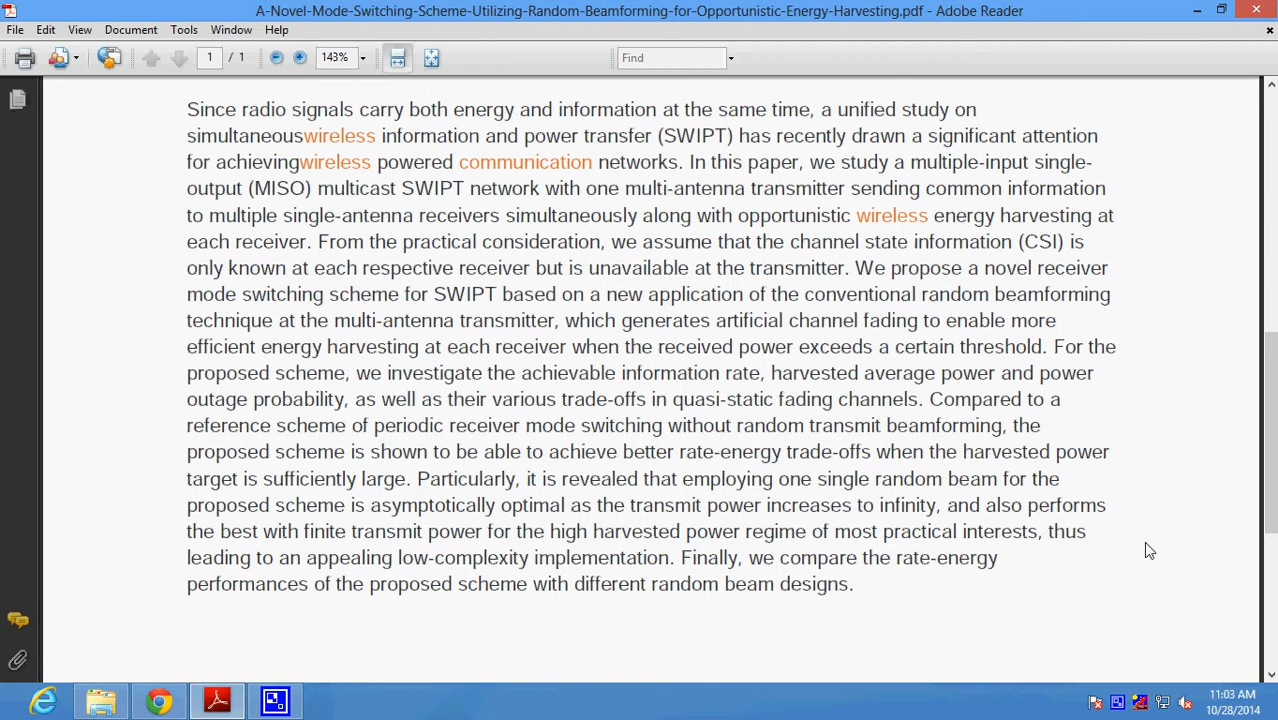 A-Novel-Mode-Switching-Scheme-Utilizing-Random-Beamforming-for-Opportunistic-Energy-Harvesting.pdf - Adobe Reader
File Edit View Document Tools Window Help
1 / 1 143% Find
Since radio signals carry both energy and information at the same time, a unified study on
simultaneouswireless information and power transfer (SWIPT) has recently drawn a significant attention
for achievingwireless powered communication networks. In this paper, we study a multiple-input single-
output (MISO) multicast SWIPT network with one multi-antenna transmitter sending common information
to multiple single-antenna receivers simultaneously along with opportunistic wireless energy harvesting at
each receiver. From the practical consideration, we assume that the channel state information (CSI) is
only known at each respective receiver but is unavailable at the transmitter. We propose a novel receiver
mode switching scheme for SWIPT based on a new application of the conventional random beamforming
technique at the multi-antenna transmitter, which generates artificial channel fading to enable more
efficient energy harvesting at each receiver when the received power exceeds a certain threshold. For the
proposed scheme, we investigate the achievable information rate, harvested average power and power
outage probability, as well as their various trade-offs in quasi-static fading channels. Compared to a
reference scheme of periodic receiver mode switching without random transmit beamforming, the
proposed scheme is shown to be able to achieve better rate-energy trade-offs when the harvested power
target is sufficiently large. Particularly, it is revealed that employing one single random beam for the
proposed scheme is asymptotically optimal as the transmit power increases to infinity, and also performs
the best with finite transmit power for the high harvested power regime of most practical interests, thus
leading to an appealing low-complexity implementation. Finally, we compare the rate-energy
performances of the proposed scheme with different random beam designs.
11:03 AM
10/28/2014